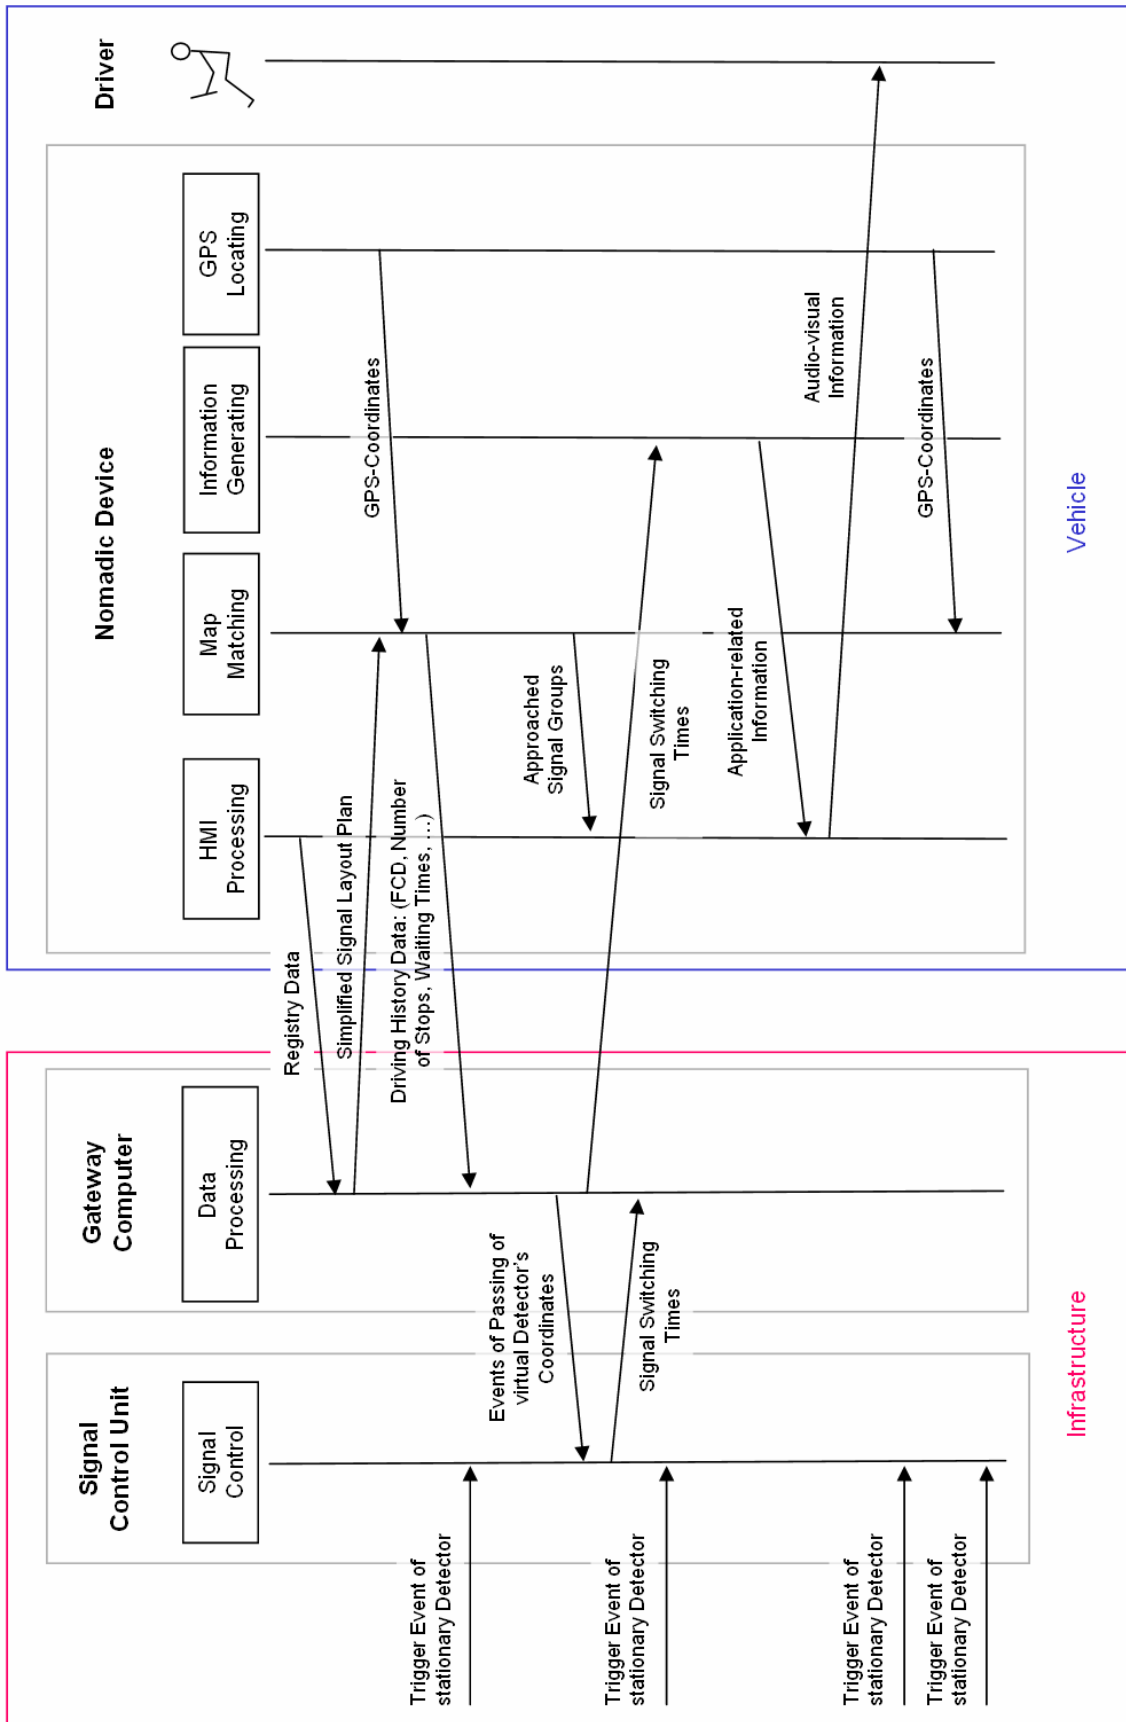 Signal
Control Unit
Gateway
Computer
Nomadic Device
Driver
Signal
Control
Data
Processing
HMI
Processing
Map
Matching
Information
Generating
GPS
Locating
Registry Data
Simplified Signal Layout Plan
GPS-Coordinates
Driving History Data: (FCD, Number
of Stops, Waiting Times, ...)
Trigger Event of
stationary Detector
Events of Passing of
virtual Detector's
Coordinates
Approached
Signal Groups
Trigger Event of
stationary Detector
Signal Switching
Times
Signal Switching
Times
Application-related
Information
Audio-visual
Information
Trigger Event of
stationary Detector
GPS-Coordinates
Trigger Event of
stationary Detector
Infrastructure
Vehicle